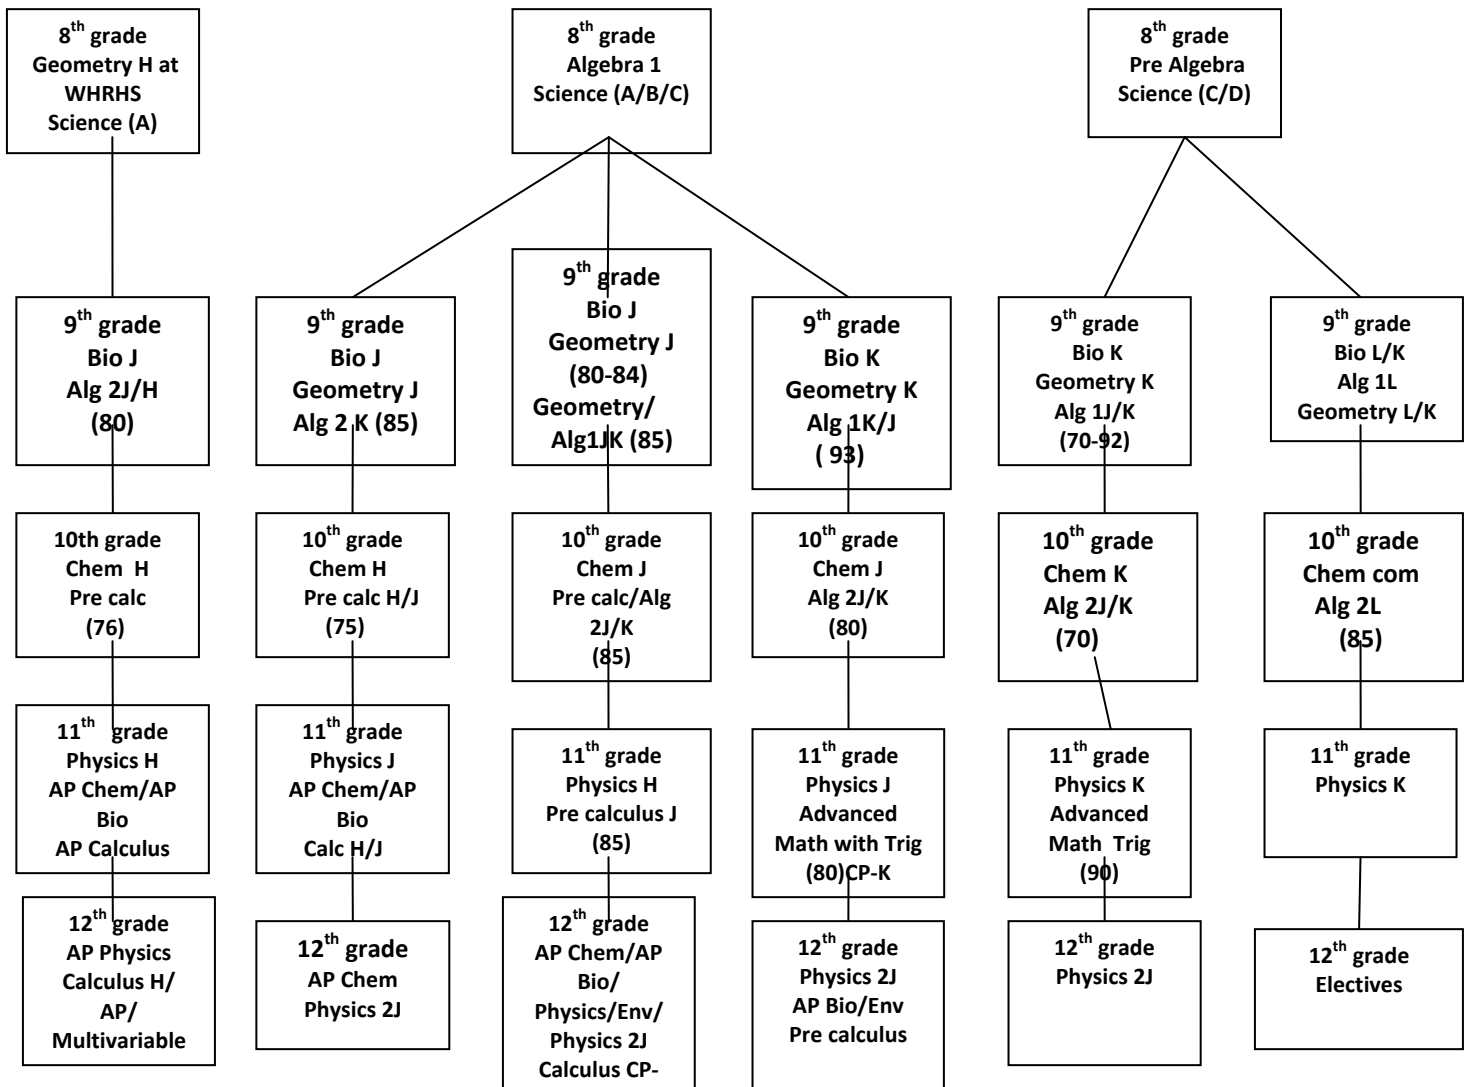 8th grade
Geometry H at
WHRHS
Science (A)
8th grade
Algebra 1
Science (A/B/C)
8th grade
Pre Algebra
Science (C/D)
9th grade
Bio J
Alg 2J/H
(80)
9th grade
Bio J
Geometry J
Alg 2 K (85)
9th grade
Bio J
Geometry J
(80-84)
Geometry/
Alg1JK (85)
9th grade
Bio K
Geometry K
Alg 1K/J
( 93)
9th grade
Bio K
Geometry K
Alg 1J/K
(70-92)
9th grade
Bio L/K
Alg 1L
Geometry L/K
10th grade
Chem H
Pre calc
(76)
10th grade
Chem H
Pre calc H/J
(75)
10th grade
Chem J
Pre calc/Alg
2J/K
(85)
10th grade
Chem J
Alg 2J/K
(80)
10th grade
Chem K
Alg 2J/K
(70)
10th grade
Chem com
Alg 2L
(85)
11th grade
Physics H
AP Chem/AP
Bio
AP Calculus
11th grade
Physics J
AP Chem/AP
Bio
Calc H/J
11th grade
Physics H
Pre calculus J
(85)
11th grade
Physics J
Advanced
Math with Trig
(80)CP-K
11th grade
Physics K
Advanced
Math Trig
(90)
11th grade
Physics K
12th grade
AP Physics
Calculus H/
AP/
Multivariable
12th grade
AP Chem
Physics 2J
12th grade
AP Chem/AP
Bio/
Physics/Env/
Physics 2J
Calculus CP-
12th grade
Physics 2J
AP Bio/Env
Pre calculus
12th grade
Physics 2J
12th grade
Electives